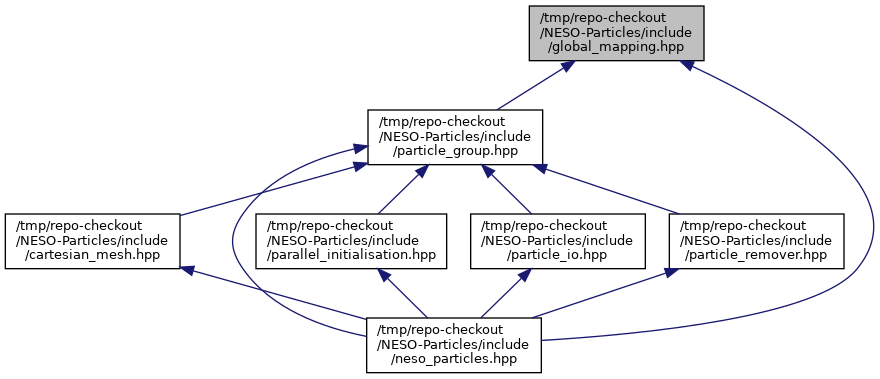 /tmp/repo-checkout
/NESO-Particles/include
/global_mapping.hpp
/tmp/repo-checkout
/NESO-Particles/include
/particle_group.hpp
/tmp/repo-checkout
/NESO-Particles/include
/cartesian_mesh.hpp
/tmp/repo-checkout
/NESO-Particles/include
/parallel_initialisation.hpp
/tmp/repo-checkout
/NESO-Particles/include
/particle_io.hpp
/tmp/repo-checkout
/NESO-Particles/include
/particle_remover.hpp
/tmp/repo-checkout
/NESO-Particles/include
/neso_particles.hpp